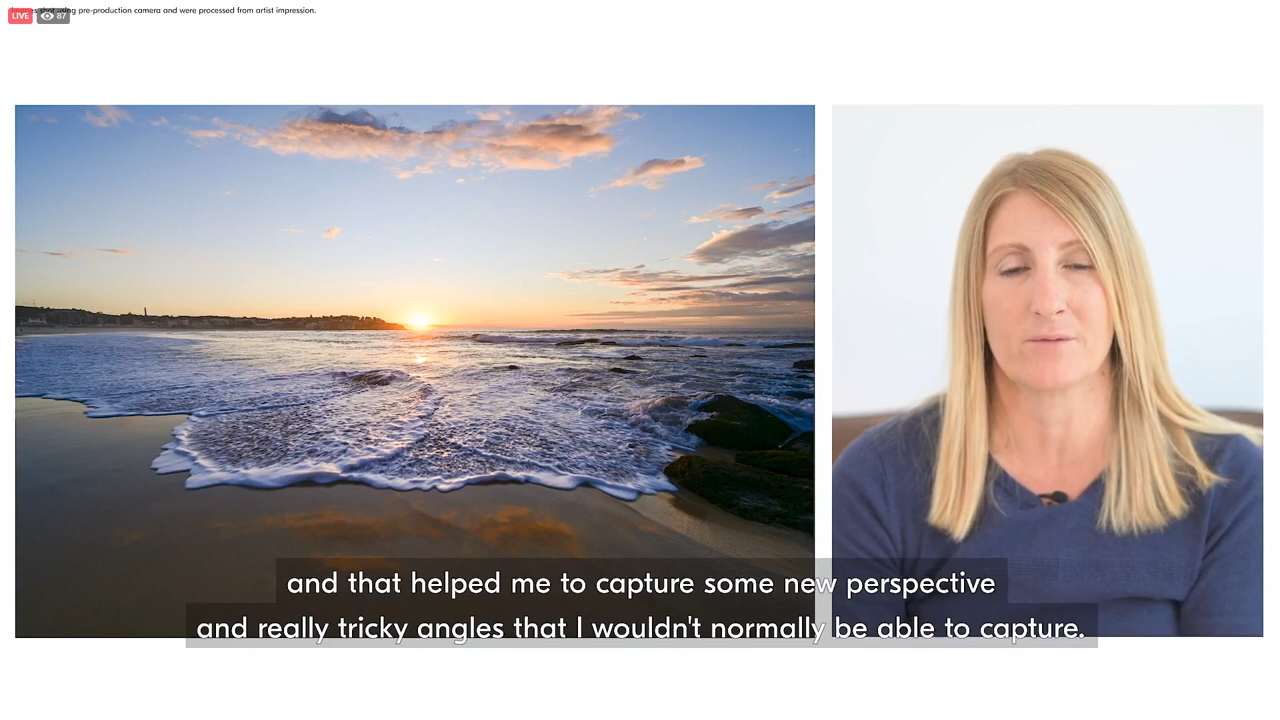 using pre-production camera and were processed from artist impression.
LIVE 87
and that helped me to capture some new perspective
and really tricky angles that I wouldn't normally be able to capture.